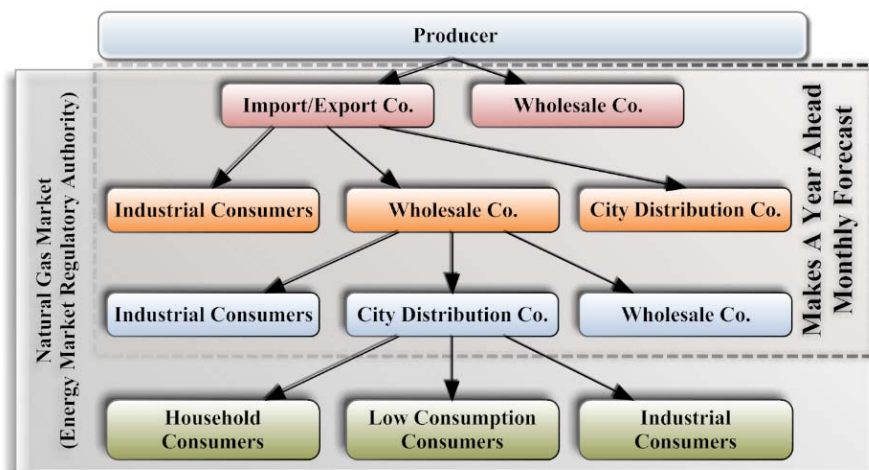 Producer
Import/Export Co.
Wholesale Co.
Industrial Consumers
Wholesale Co.
City Distribution Co.
Industrial Consumers
City Distribution Co.
Wholesale Co.
Household
Consumers
Low Consumption
Consumers
Industrial
Consumers
Natural Gas Market
(Energy Market Regulatory Authority)
Makes A Year Ahead
Monthly Forecast